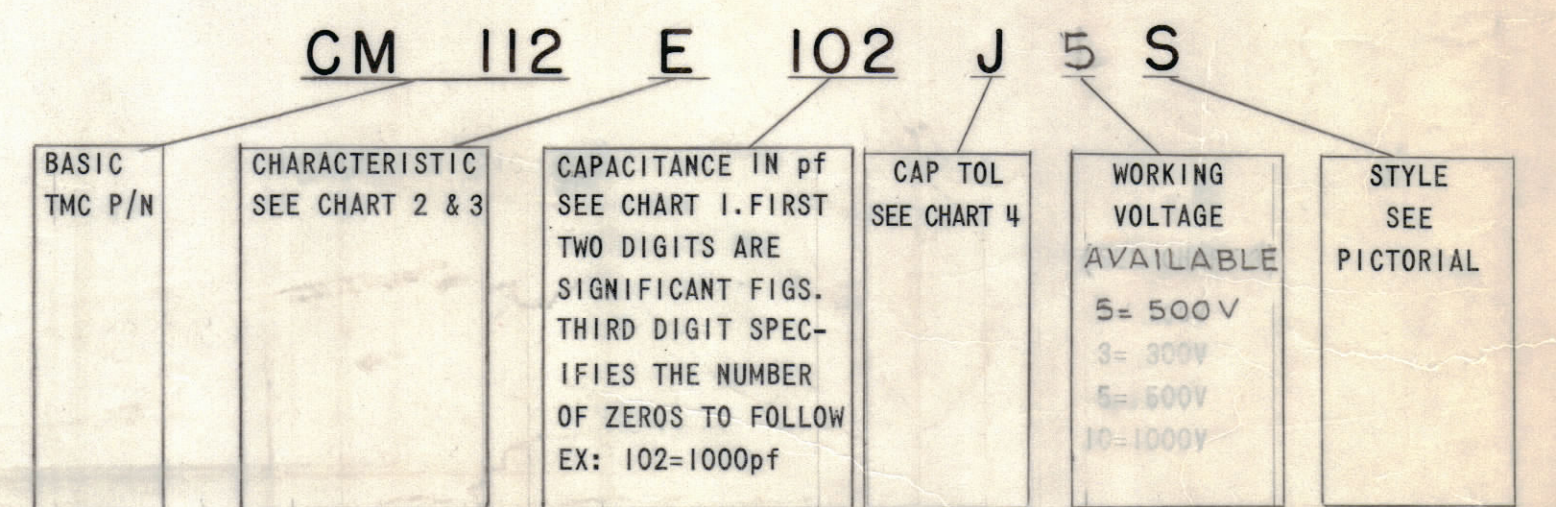 CM 112 E 102 J 5 S
BASIC
TMC P/N
CHARACTERISTIC
SEE CHART 2 & 3
CAPACITANCE IN pf
SEE CHART 1. FIRST
TWO DIGITS ARE
SIGNIFICANT FIGS.
THIRD DIGIT SPEC-
IFIES THE NUMBER
OF ZEROS TO FOLLOW
EX: 102=1000pf
CAP TOL
SEE CHART 4
WORKING
VOLTAGE
AVAILABLE
5= 500V
3= 300V
5= 500V
10=1000V
STYLE
SEE
PICTORIAL